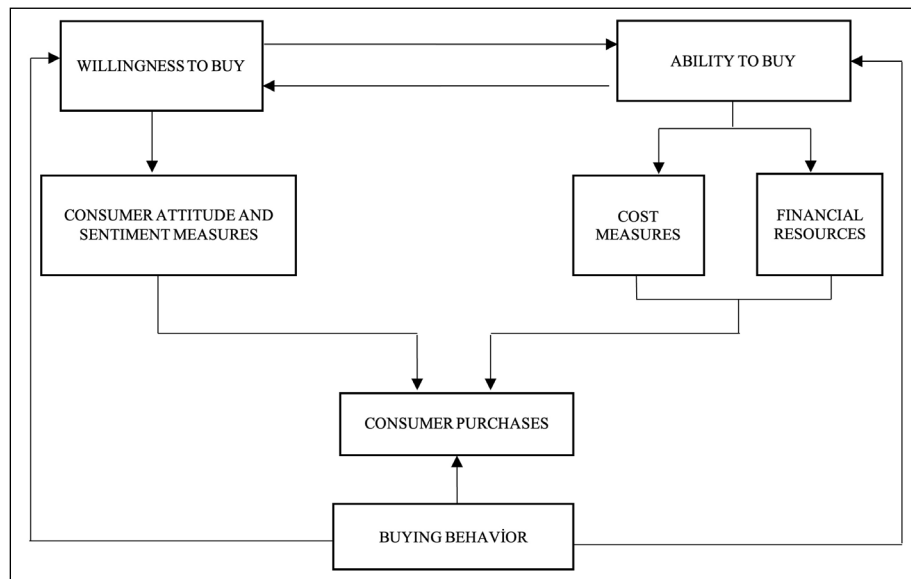 WILLINGNESS TO BUY
ABILITY TO BUY
CONSUMER ATTITUDE AND
SENTIMENT MEASURES
COST
MEASURES
FINANCIAL
RESOURCES
CONSUMER PURCHASES
BUYING BEHAVİOR